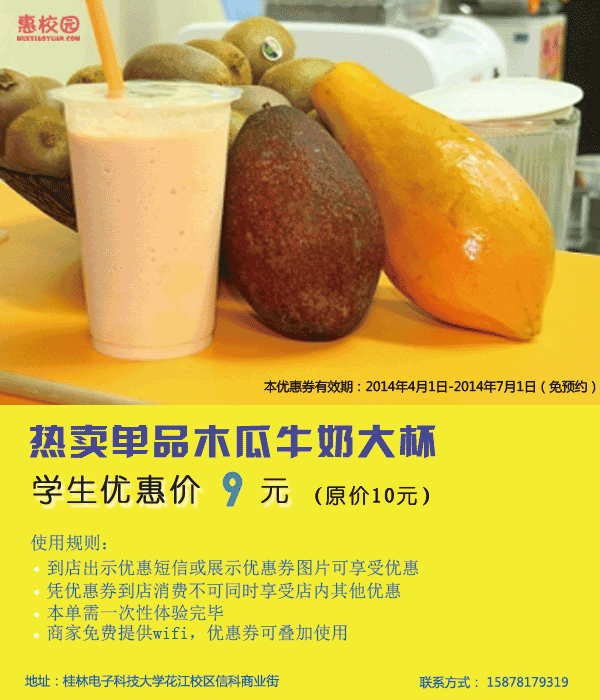 惠校园
HUIXIAOYUAN.COM
本优惠券有效期：2014年4月1日-2014年7月1日（免预约）
热卖单品木瓜牛奶大杯
学生优惠价 9 元 （原价10元）
使用规则：
到店出示优惠短信或展示优惠券图片可享受优惠
凭优惠券到店消费不可同时享受店内其他优惠
本单需一次性体验完毕
商家免费提供wifi，优惠券可叠加使用
地址：桂林电子科技大学花江校区信科商业街 联系方式： 15878179319